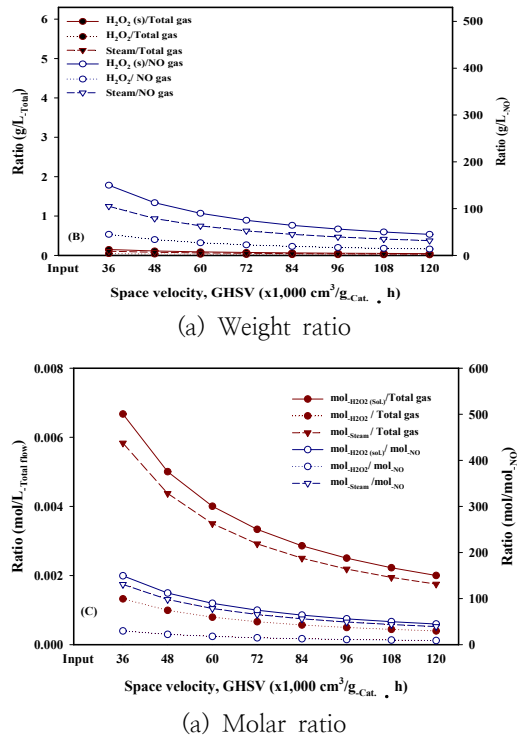 H₂O₂ (s)/Total gas
H₂O₂/Total gas
Steam/Total gas
H₂O₂ (s)/NO gas
H₂O₂/ NO gas
Steam/NO gas
Ratio (g/L-Total)
6
5
4
3
2
1
0
Ratio (g/L-NO)
500
400
300
200
100
0
(B)
Input 36 48 60 72 84 96 108 120
Space velocity, GHSV (x1,000 cm³/g-Cat. • h)
(a) Weight ratio
Ratio (mol/L-Total flow)
0.008
0.006
0.004
0.002
0.000
mol-H2O2 (Sol.)/Total gas
mol-H2O2 / Total gas
mol-Steam / Total gas
mol-H2O2 (sol.)/ mol-NO
mol-H2O2/ mol-NO
mol-Steam /mol-NO
Ratio (mol/mol-NO)
600
500
400
300
200
100
0
(C)
Input 36 48 60 72 84 96 108 120
Space velocity, GHSV (x1,000 cm³/g-Cat. • h)
(a) Molar ratio